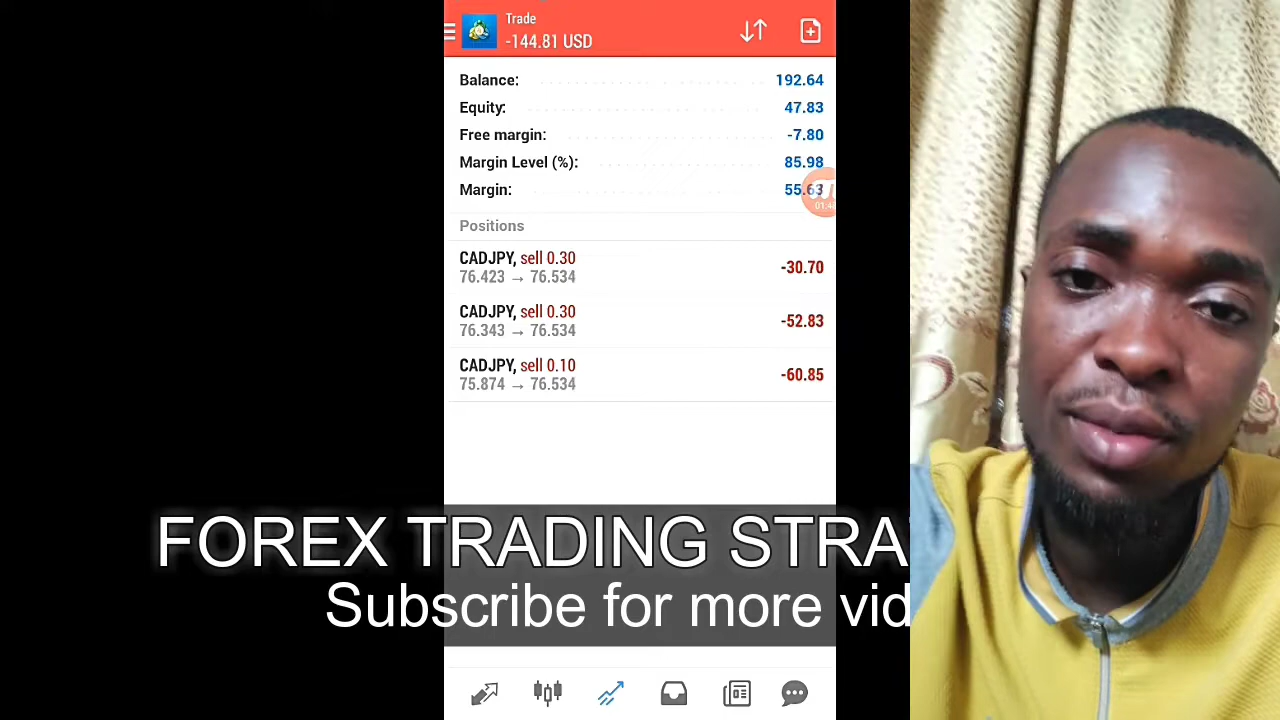 Trade
-144.81 USD
Balance: 192.64
Equity: 47.83
Free margin: -7.80
Margin Level (%): 85.98
Margin: 55.63
Positions
CADJPY, sell 0.30 -30.70
76.423 → 76.534
CADJPY, sell 0.30 -52.83
76.343 → 76.534
CADJPY, sell 0.10 -60.85
75.874 → 76.534
FOREX TRADING
Subscribe for more